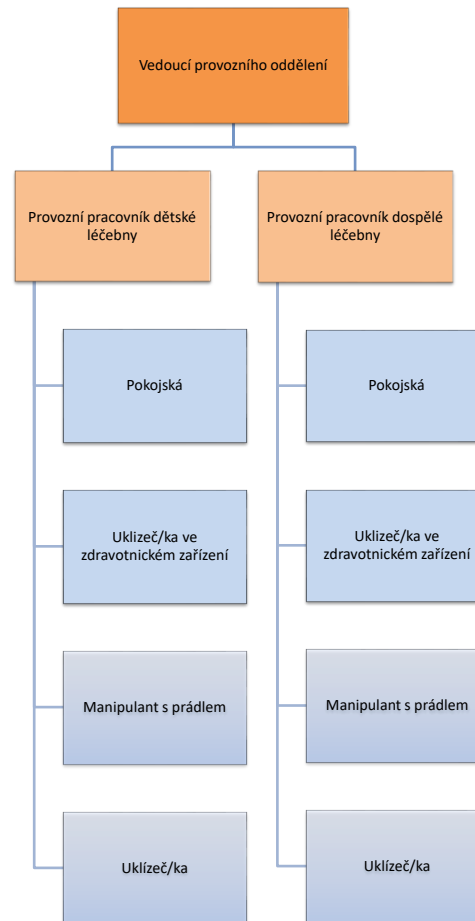 Vedoucí provozního oddělení
Provozní pracovník dětské
léčebny
Provozní pracovník dospělé
léčebny
Pokojská
Pokojská
Uklizeč/ka ve
zdravotnickém zařízení
Uklizeč/ka ve
zdravotnickém zařízení
Manipulant s prádlem
Manipulant s prádlem
Uklízeč/ka
Uklízeč/ka